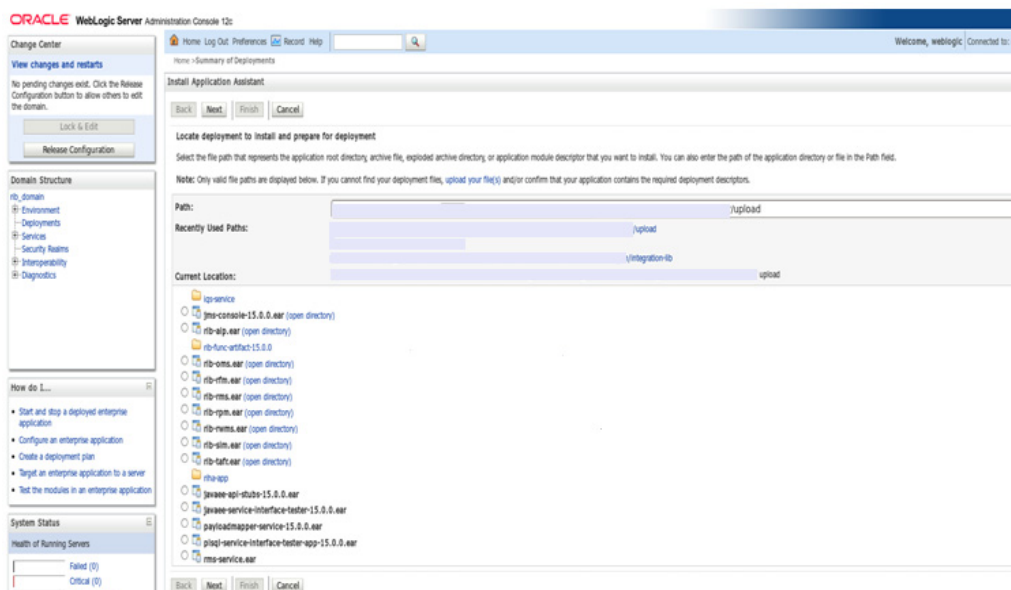 ORACLE WebLogic Server Administration Console 12c
Change Center
View changes and restarts
No pending changes exist. Click the Release
Configuration button to allow others to edit
the domain.
Lock & Edit
Release Configuration
Domain Structure
rib_domain
Environment
Deployments
Services
Security Realms
Interoperability
Diagnostics
How do I...
Start and stop a deployed enterprise
application
Configure an enterprise application
Create a deployment plan
Target an enterprise application to a server
Test the modules in an enterprise application
System Status
Health of Running Servers
Failed (0)
Critical (0)
Home Log Out Preferences Record Help
Welcome, weblogic Connected to:
Home >Summary of Deployments
Install Application Assistant
Back Next Finish Cancel
Locate deployment to install and prepare for deployment
Select the file path that represents the application root directory, archive file, exploded archive directory, or application module descriptor that you want to install. You can also enter the path of the application directory or file in the Path field.
Note: Only valid file paths are displayed below. If you cannot find your deployment files, upload your file(s) and/or confirm that your application contains the required deployment descriptors.
Path: /upload
Recently Used Paths: /upload
/integration-lib
Current Location: upload
iqs-service
jms-console-15.0.0.ear (open directory)
rib-aip.ear (open directory)
rib-func-artifact-15.0.0
rib-oms.ear (open directory)
rib-rfm.ear (open directory)
rib-rms.ear (open directory)
rib-rpm.ear (open directory)
rib-rwms.ear (open directory)
rib-sim.ear (open directory)
rib-tafr.ear (open directory)
riha-app
javaee-api-stubs-15.0.0.ear
javaee-service-interface-tester-15.0.0.ear
payloadmapper-service-15.0.0.ear
plsql-service-interface-tester-app-15.0.0.ear
rms-service.ear
Back Next Finish Cancel